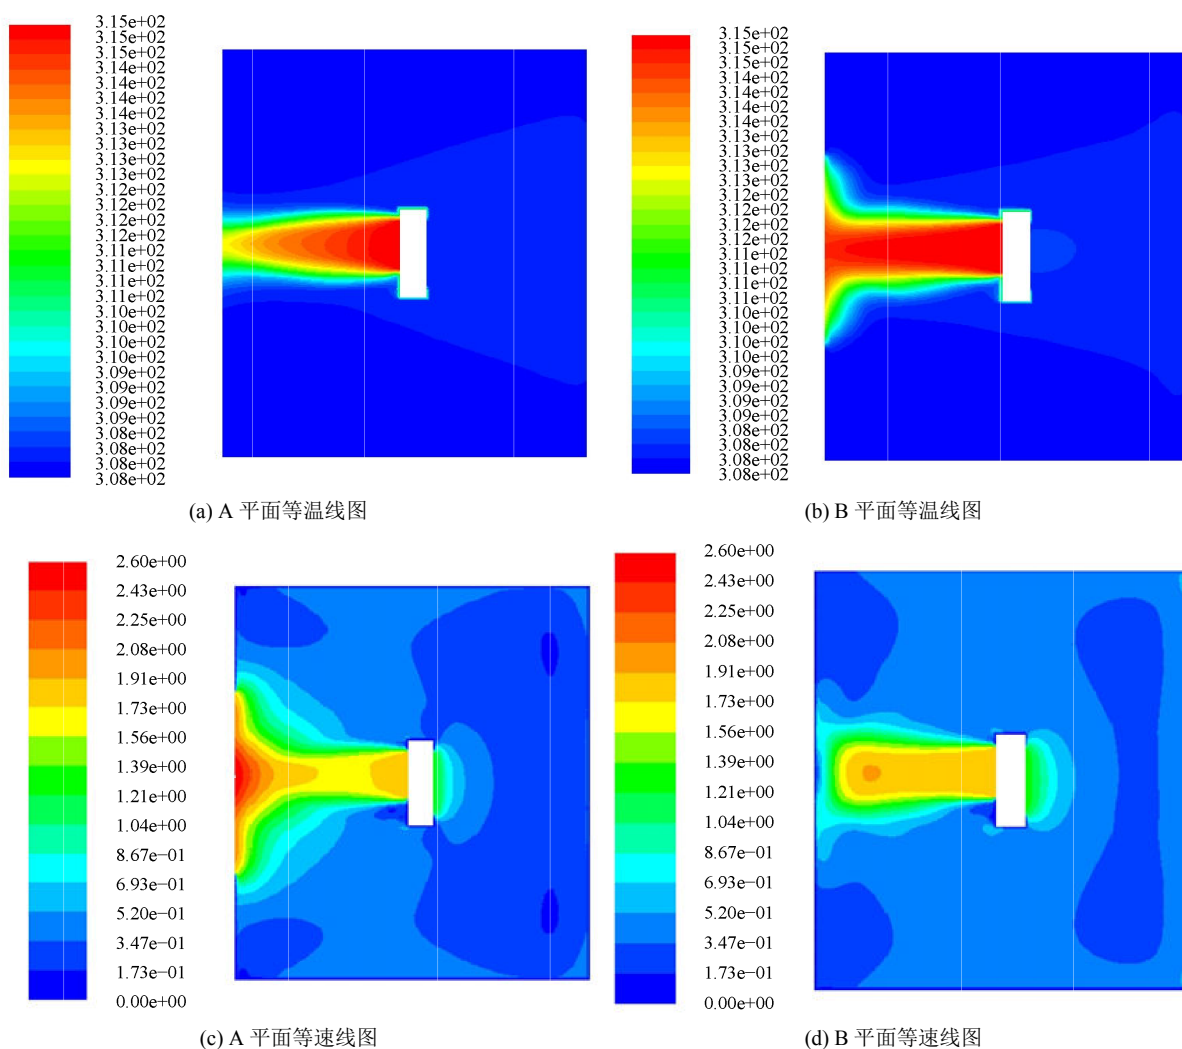 3.15e+02
3.15e+02
3.15e+02
3.14e+02
3.14e+02
3.14e+02
3.14e+02
3.13e+02
3.13e+02
3.13e+02
3.13e+02
3.12e+02
3.12e+02
3.12e+02
3.12e+02
3.11e+02
3.11e+02
3.11e+02
3.11e+02
3.10e+02
3.10e+02
3.10e+02
3.10e+02
3.09e+02
3.09e+02
3.09e+02
3.09e+02
3.08e+02
3.08e+02
3.08e+02
3.08e+02
(a) A 平面等温线图
3.15e+02
3.15e+02
3.15e+02
3.14e+02
3.14e+02
3.14e+02
3.14e+02
3.13e+02
3.13e+02
3.13e+02
3.13e+02
3.12e+02
3.12e+02
3.12e+02
3.12e+02
3.11e+02
3.11e+02
3.11e+02
3.11e+02
3.10e+02
3.10e+02
3.10e+02
3.10e+02
3.09e+02
3.09e+02
3.09e+02
3.09e+02
3.08e+02
3.08e+02
3.08e+02
3.08e+02
(b) B 平面等温线图
2.60e+00
2.43e+00
2.25e+00
2.08e+00
1.91e+00
1.73e+00
1.56e+00
1.39e+00
1.21e+00
1.04e+00
8.67e−01
6.93e−01
5.20e−01
3.47e−01
1.73e−01
0.00e+00
(c) A 平面等速线图
2.60e+00
2.43e+00
2.25e+00
2.08e+00
1.91e+00
1.73e+00
1.56e+00
1.39e+00
1.21e+00
1.04e+00
8.67e−01
6.93e−01
5.20e−01
3.47e−01
1.73e−01
0.00e+00
(d) B 平面等速线图